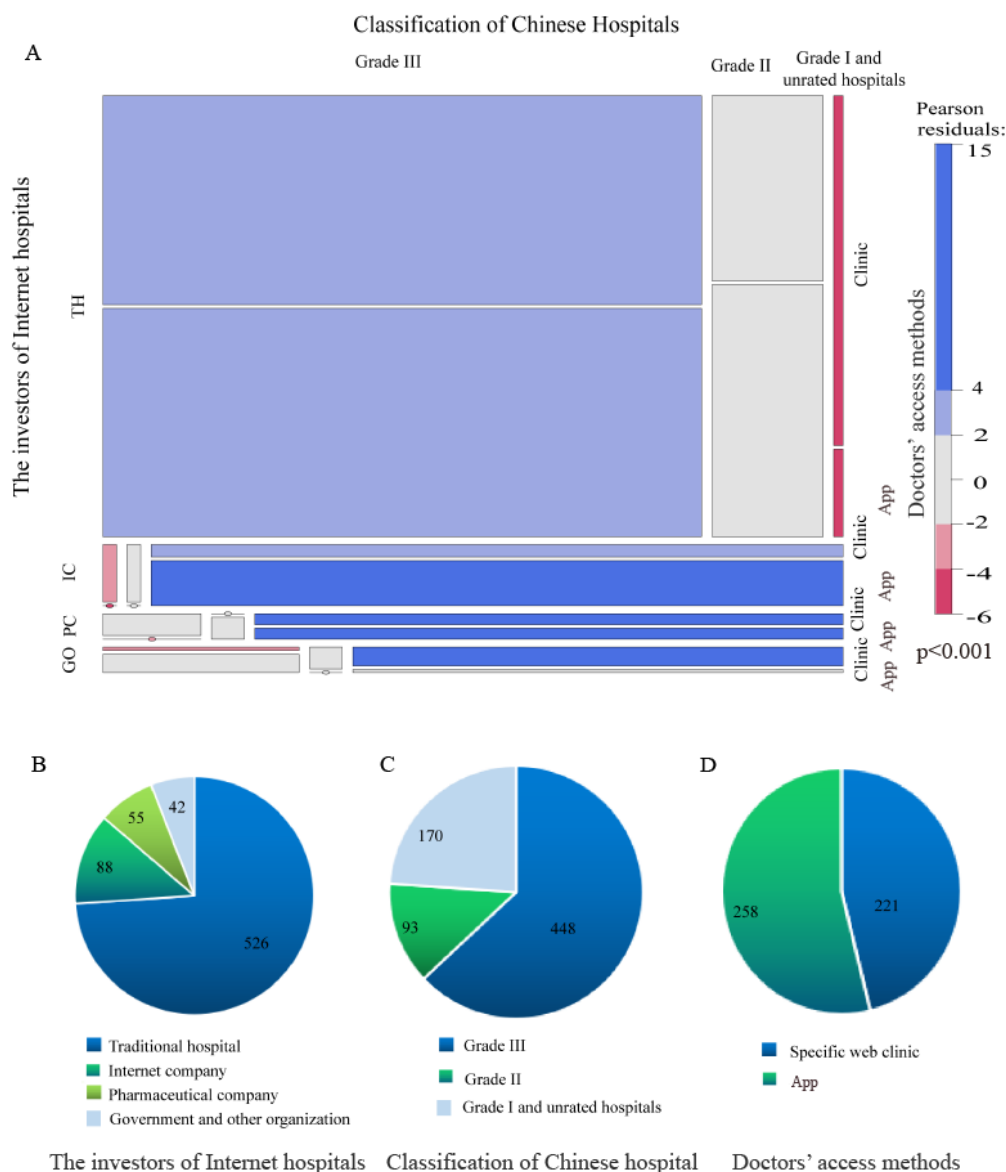 Classification of Chinese Hospitals
A
Grade III
Grade II
Grade I and
unrated hospitals
The investors of Internet hospitals
TH
IC
PC
GO
Clinic
App
Clinic
App
Clinic
App
Clinic
App
Doctors' access methods
Pearson
residuals:
15
4
2
0
-2
-4
-6
p<0.001
B
42
55
88
526
Traditional hospital
Internet company
Pharmaceutical company
Government and other organization
The investors of Internet hospitals
C
170
93
448
Grade III
Grade II
Grade I and unrated hospitals
Classification of Chinese hospital
D
258
221
Specific web clinic
App
Doctors' access methods